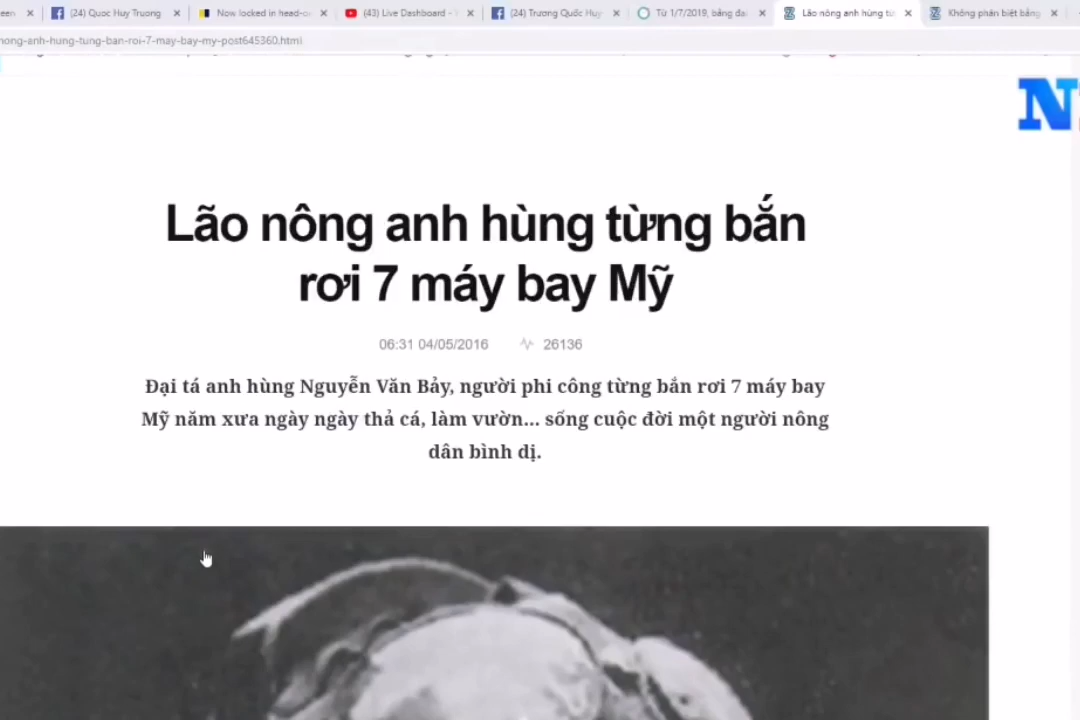 (24) Quoc Huy Truong
Now locked in head-o
(43) Live Dashboard -
(24) Trương Quốc Huy
Từ 1/7/2019, bằng đại
Lão nông anh hùng từ
Không phân biệt bằng
nong-anh-hung-tung-ban-roi-7-may-bay-my-post645360.html
Lão nông anh hùng từng bắn
rơi 7 máy bay Mỹ
06:31 04/05/2016 26136
Đại tá anh hùng Nguyễn Văn Bảy, người phi công từng bắn rơi 7 máy bay
Mỹ năm xưa ngày ngày thả cá, làm vườn... sống cuộc đời một người nông
dân bình dị.